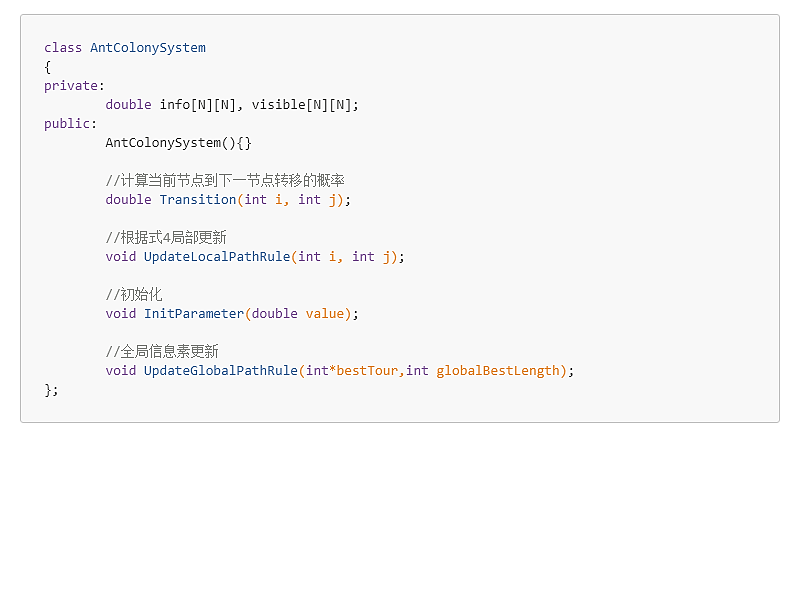 class AntColonySystem
{
private:
        double info[N][N], visible[N][N];
public:
        AntColonySystem(){}
        //计算当前节点到下一节点转移的概率
        double Transition(int i, int j);
        //根据式4局部更新
        void UpdateLocalPathRule(int i, int j);
        //初始化
        void InitParameter(double value);
        //全局信息素更新
        void UpdateGlobalPathRule(int*bestTour,int globalBestLength);
};